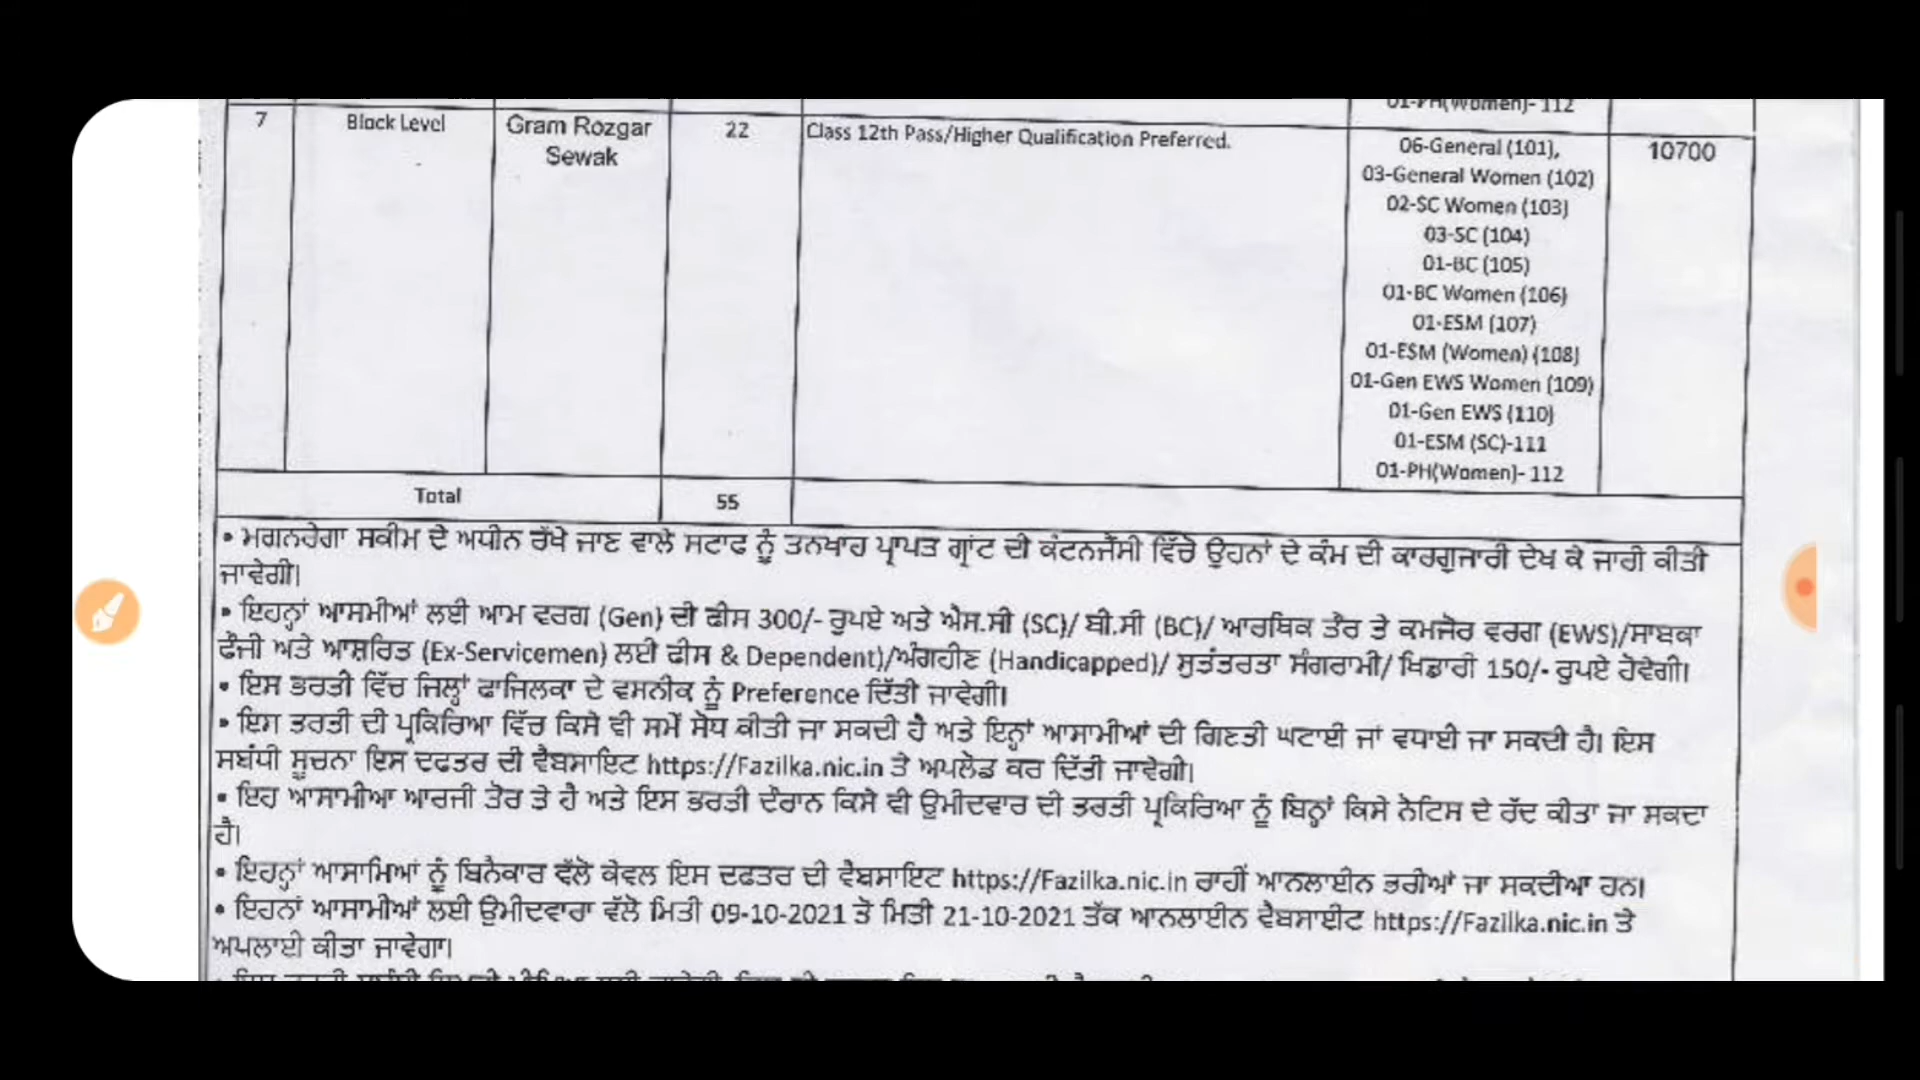 01-PH(Women)- 112
7 Block Level Gram Rozgar Sewak 22 Class 12th Pass/Higher Qualification Preferred. 06-General (101), 10700
03-General Women (102)
02-SC Women (103)
03-SC (104)
01-BC (105)
01-BC Women (106)
01-ESM (107)
01-ESM (Women) (108)
01-Gen EWS Women (109)
01-Gen EWS (110)
01-ESM (SC)-111
01-PH(Women)- 112
Total 55
• ਮਗਨਰੇਗਾ ਸਕੀਮ ਦੇ ਅਧੀਨ ਰੱਖੇ ਜਾਣ ਵਾਲੇ ਸਟਾਫ ਨੂੰ ਤਨਖਾਹ ਪ੍ਰਾਪਤ ਗ੍ਰਾਂਟ ਦੀ ਕੰਟਨਜੈਂਸੀ ਵਿੱਚੋ ਉਹਨਾਂ ਦੇ ਕੰਮ ਦੀ ਕਾਰਗੁਜਾਰੀ ਦੇਖ ਕੇ ਜਾਰੀ ਕੀਤੀ
ਜਾਵੇਗੀ।
• ਇਹਨ੍ਹਾਂ ਆਸਮੀਆਂ ਲਈ ਆਮ ਵਰਗ (Gen) ਦੀ ਫੀਸ 300/- ਰੁਪਏ ਅਤੇ ਐਸ.ਸੀ (SC)/ ਬੀ.ਸੀ (BC)/ ਆਰਥਿਕ ਤੌਰ ਤੇ ਕਮਜੋਰ ਵਰਗ (EWS)/ਸਾਬਕਾ
ਫੌਜੀ ਅਤੇ ਆਸ਼ਰਿਤ (Ex-Servicemen) ਲਈ ਫੀਸ & Dependent)/ਅੰਗਹੀਣ (Handicapped)/ ਸੁਤੰਤਰਤਾ ਸੰਗਰਾਮੀ/ ਖਿਡਾਰੀ 150/- ਰੁਪਏ ਹੋਵੇਗੀ।
• ਇਸ ਭਰਤੀ ਵਿੱਚ ਜਿਲ੍ਹਾਂ ਫਾਜਿਲਕਾ ਦੇ ਵਸਨੀਕ ਨੂੰ Preference ਦਿੱਤੀ ਜਾਵੇਗੀ।
• ਇਸ ਭਰਤੀ ਦੀ ਪ੍ਰਕਿਰਿਆ ਵਿੱਚ ਕਿਸੇ ਵੀ ਸਮੇਂ ਸੋਧ ਕੀਤੀ ਜਾ ਸਕਦੀ ਹੈ ਅਤੇ ਇਨ੍ਹਾਂ ਆਸਾਮੀਆਂ ਦੀ ਗਿਣਤੀ ਘਟਾਈ ਜਾਂ ਵਧਾਈ ਜਾ ਸਕਦੀ ਹੈ। ਇਸ
ਸਬੰਧੀ ਸੂਚਨਾ ਇਸ ਦਫਤਰ ਦੀ ਵੈਬਸਾਇਟ https://Fazilka.nic.in ਤੇ ਅਪਲੋਡ ਕਰ ਦਿੱਤੀ ਜਾਵੇਗੀ।
• ਇਹ ਆਸਾਮੀਆ ਆਰਜੀ ਤੋਰ ਤੇ ਹੈ ਅਤੇ ਇਸ ਭਰਤੀ ਦੌਰਾਨ ਕਿਸੇ ਵੀ ਉਮੀਦਵਾਰ ਦੀ ਭਰਤੀ ਪ੍ਰਕਿਰਿਆ ਨੂੰ ਬਿਨ੍ਹਾਂ ਕਿਸੇ ਨੋਟਿਸ ਦੇ ਰੱਦ ਕੀਤਾ ਜਾ ਸਕਦਾ
ਹੈ।
• ਇਹਨ੍ਹਾਂ ਆਸਾਮਿਆਂ ਨੂੰ ਬਿਨੈਕਾਰ ਵੱਲੋ ਕੇਵਲ ਇਸ ਦਫਤਰ ਦੀ ਵੈਬਸਾਇਟ https://Fazilka.nic.in ਰਾਹੀਂ ਆਨਲਾਈਨ ਭਰੀਆਂ ਜਾ ਸਕਦੀਆ ਹਨ।
• ਇਹਨਾਂ ਆਸਾਮੀਆਂ ਲਈ ਉਮੀਦਵਾਰਾ ਵੱਲੋ ਮਿਤੀ 09-10-2021 ਤੋ ਮਿਤੀ 21-10-2021 ਤੱਕ ਆਨਲਾਈਨ ਵੈਬਸਾਈਟ https://Fazilka.nic.in ਤੇ
ਅਪਲਾਈ ਕੀਤਾ ਜਾਵੇਗਾ।